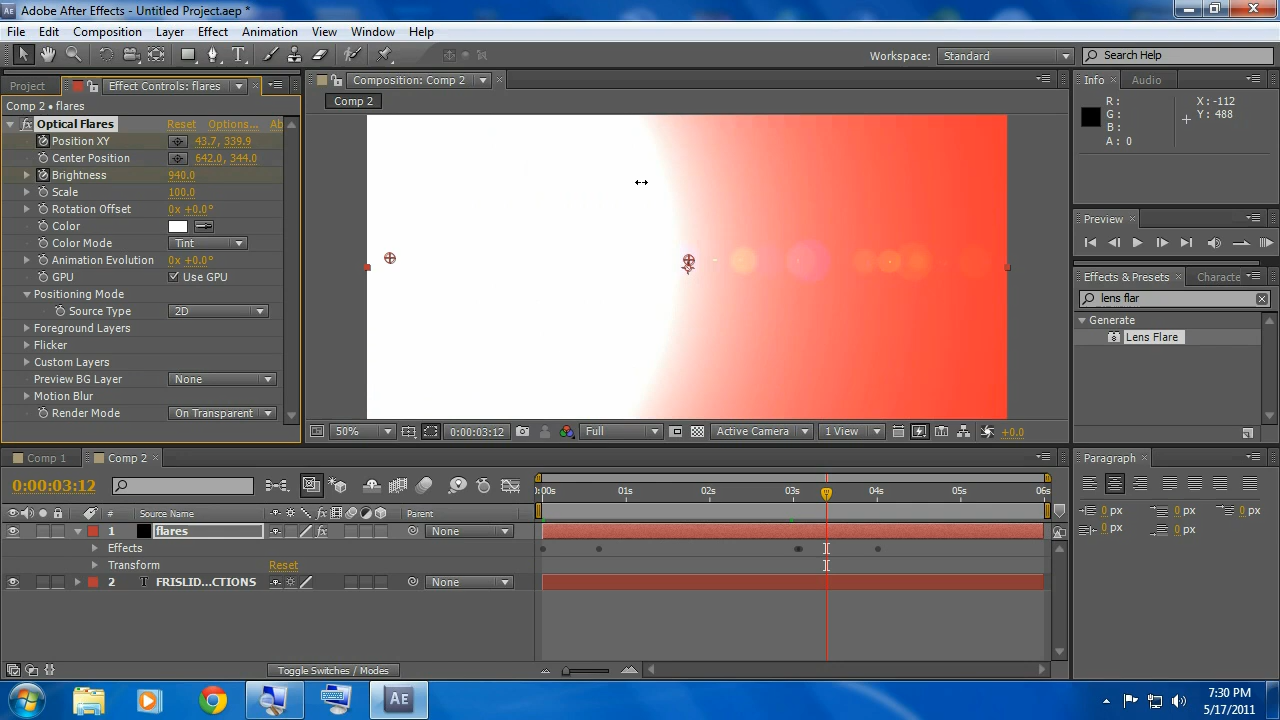 Adobe After Effects - Untitled Project.aep *
File Edit Composition Layer Effect Animation View Window Help
Workspace: Standard Search Help
Project Effect Controls: flares Composition: Comp 2 Info Audio
Comp 2 • flares
Comp 2
Optical Flares Reset Options... Ab
Position XY 43.7, 339.9
Center Position 642.0, 344.0
Brightness 940.0
Scale 100.0
Rotation Offset 0x +0.0°
Color
Color Mode Tint
Animation Evolution 0x +0.0°
GPU Use GPU
Positioning Mode
Source Type 2D
Foreground Layers
Flicker
Custom Layers
Preview BG Layer None
Motion Blur
Render Mode On Transparent
R :
G :
B :
A : 0
X : -112
Y : 488
Preview
Effects & Presets Characte
lens flar
Generate
Lens Flare
50% 0:00:03:12 Full Active Camera 1 View +0.0
Comp 1 Comp 2
Paragraph
0:00:03:12
:00s 01s 02s 03s 04s 05s 06s
# Source Name Parent
1 flares None
Effects
Transform Reset
2 T FRISLID...CTIONS None
Toggle Switches / Modes
0 px 0 px 0 px
0 px 0 px
7:30 PM
5/17/2011